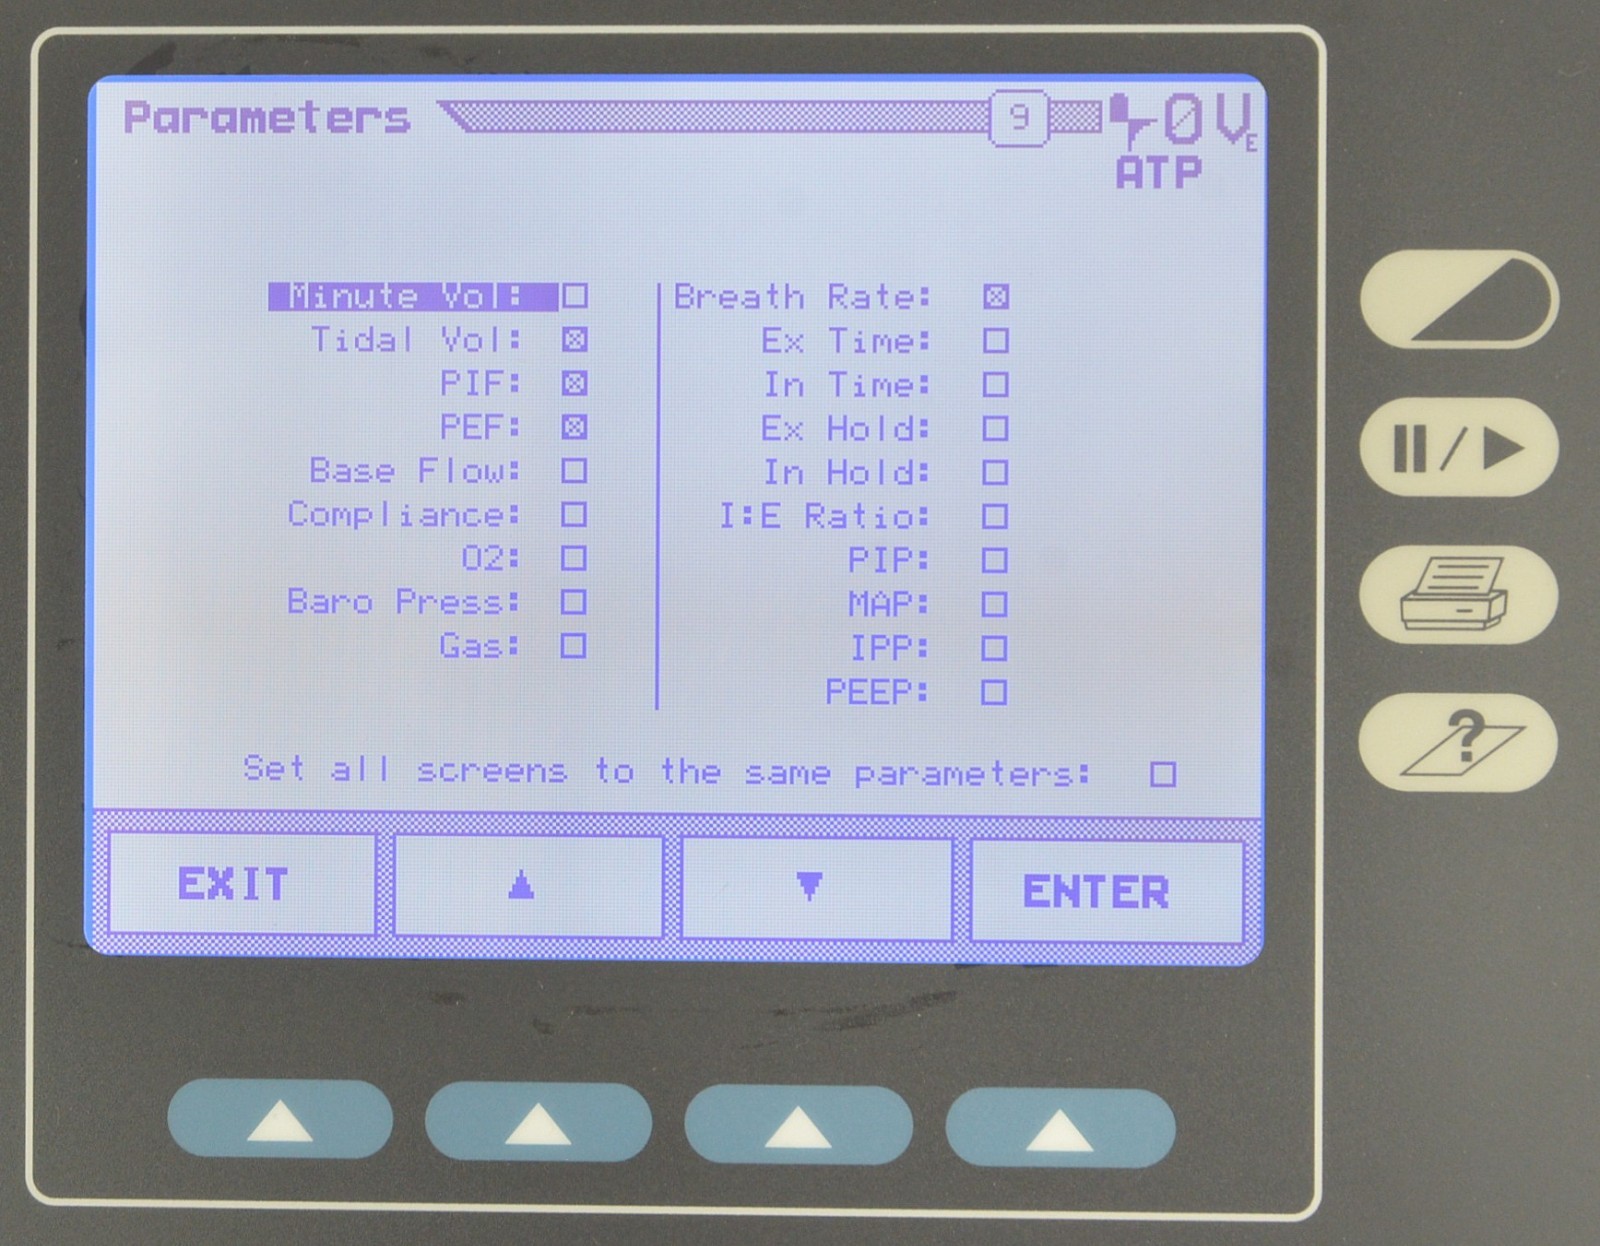 Parameters 9 0 VE
ATP
Minute Vol:
Tidal Vol:
PIF:
PEF:
Base Flow:
Compliance:
O2:
Baro Press:
Gas:
Breath Rate:
Ex Time:
In Time:
Ex Hold:
In Hold:
I:E Ratio:
PIP:
MAP:
IPP:
PEEP:
Set all screens to the same parameters:
EXIT ▲ ▼ ENTER
?